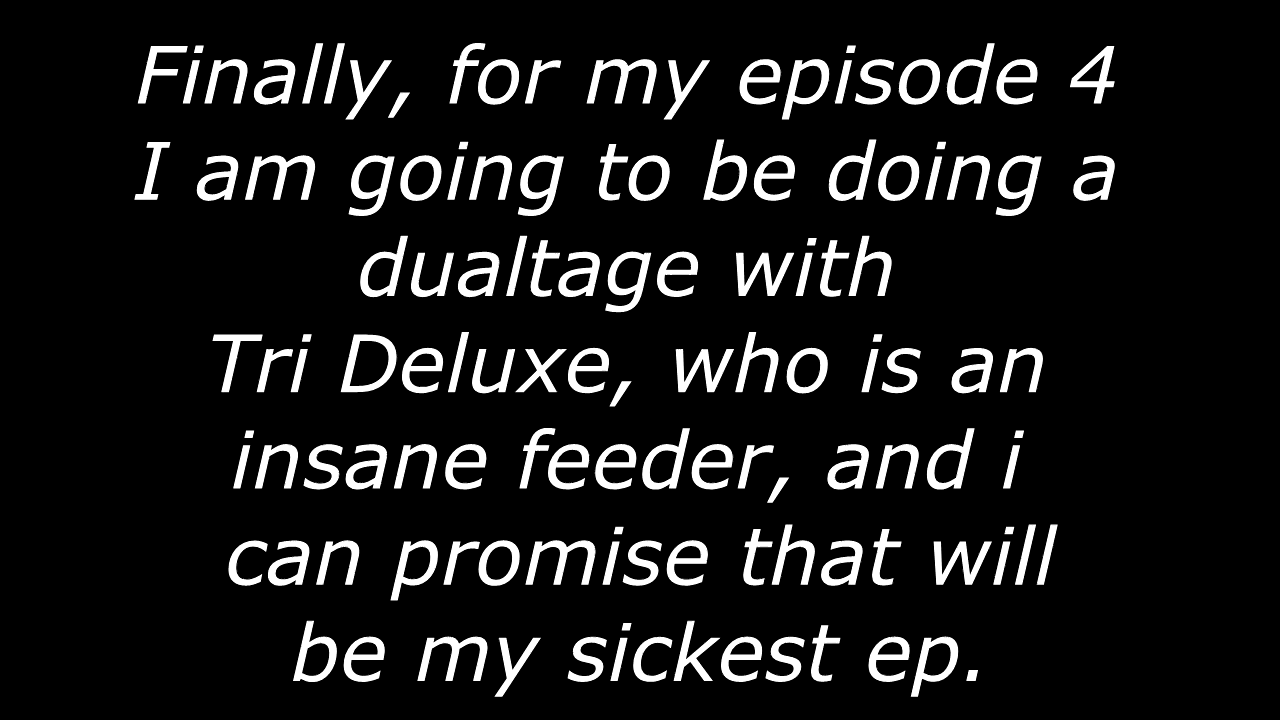 Finally, for my episode 4
I am going to be doing a
dualtage with
Tri Deluxe, who is an
insane feeder, and i
can promise that will
be my sickest ep.